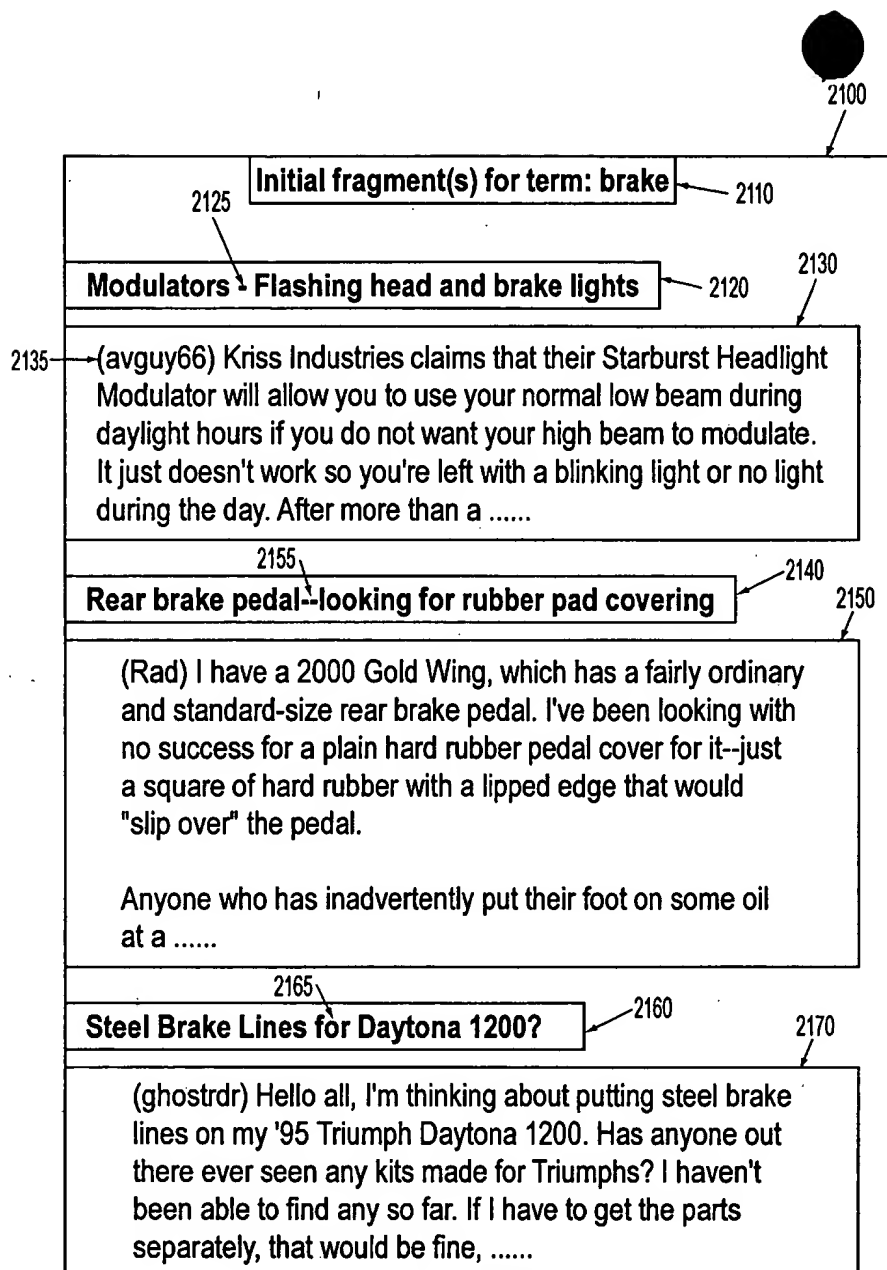 2100
Initial fragment(s) for term: brake
2110
2125
Modulators - Flashing head and brake lights
2120
2130
2135
(avguy66) Kriss Industries claims that their Starburst Headlight
Modulator will allow you to use your normal low beam during
daylight hours if you do not want your high beam to modulate.
It just doesn't work so you're left with a blinking light or no light
during the day. After more than a ......
2155
2140
Rear brake pedal--looking for rubber pad covering
2150
(Rad) I have a 2000 Gold Wing, which has a fairly ordinary
and standard-size rear brake pedal. I've been looking with
no success for a plain hard rubber pedal cover for it--just
a square of hard rubber with a lipped edge that would
"slip over" the pedal.
Anyone who has inadvertently put their foot on some oil
at a ......
2165
2160
Steel Brake Lines for Daytona 1200?
2170
(ghostrdr) Hello all, I'm thinking about putting steel brake
lines on my '95 Triumph Daytona 1200. Has anyone out
there ever seen any kits made for Triumphs? I haven't
been able to find any so far. If I have to get the parts
separately, that would be fine, ......